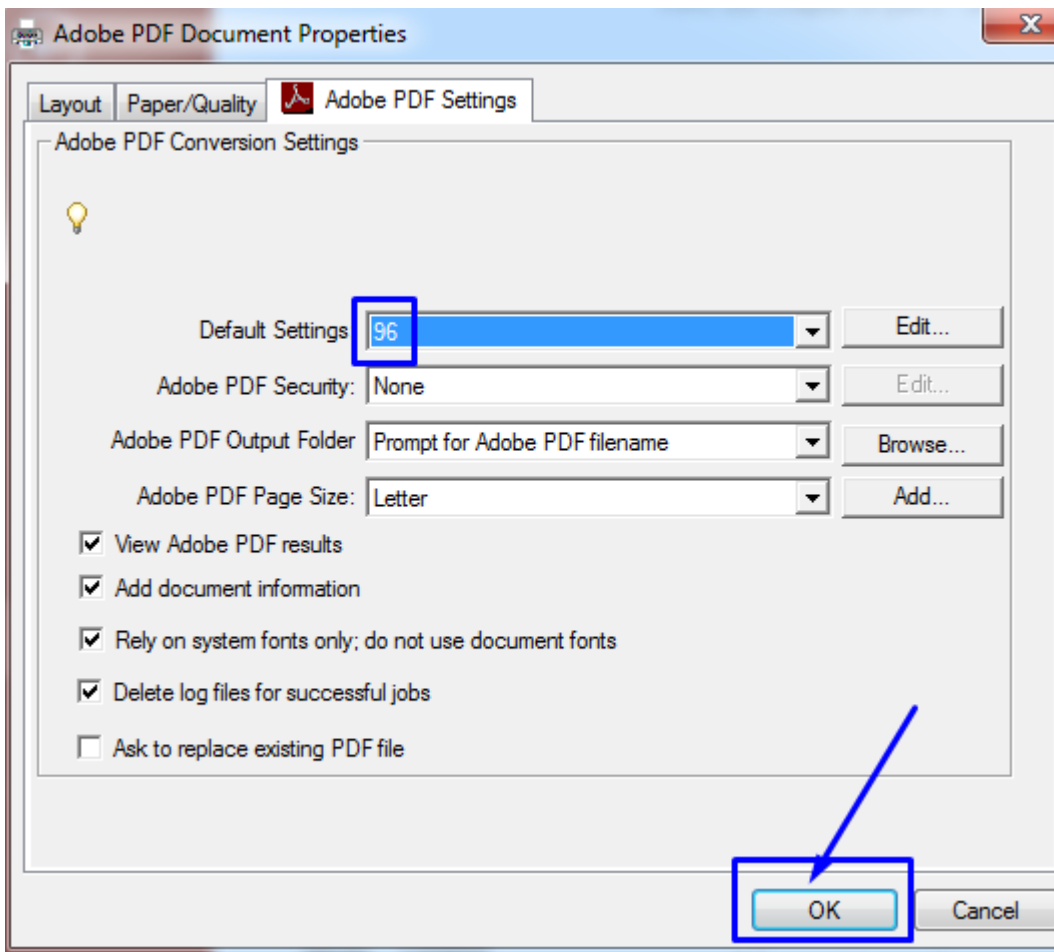 Adobe PDF Document Properties
Layout Paper/Quality Adobe PDF Settings
Adobe PDF Conversion Settings
Default Settings 96 Edit...
Adobe PDF Security: None Edit...
Adobe PDF Output Folder Prompt for Adobe PDF filename Browse...
Adobe PDF Page Size: Letter Add...
View Adobe PDF results
Add document information
Rely on system fonts only; do not use document fonts
Delete log files for successful jobs
Ask to replace existing PDF file
OK Cancel